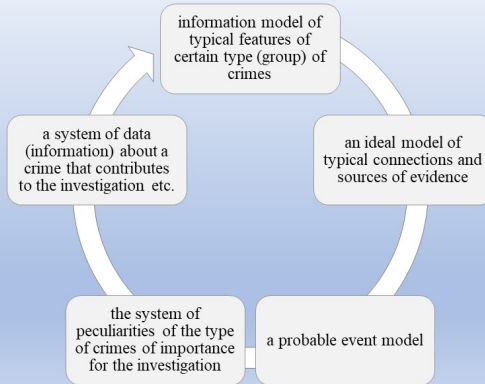 information model of
typical features of
certain type (group) of
crimes
an ideal model of
typical connections and
sources of evidence
a probable event model
the system of
peculiarities of the type
of crimes of importance
for the investigation
a system of data
(information) about a
crime that contributes
to the investigation etc.